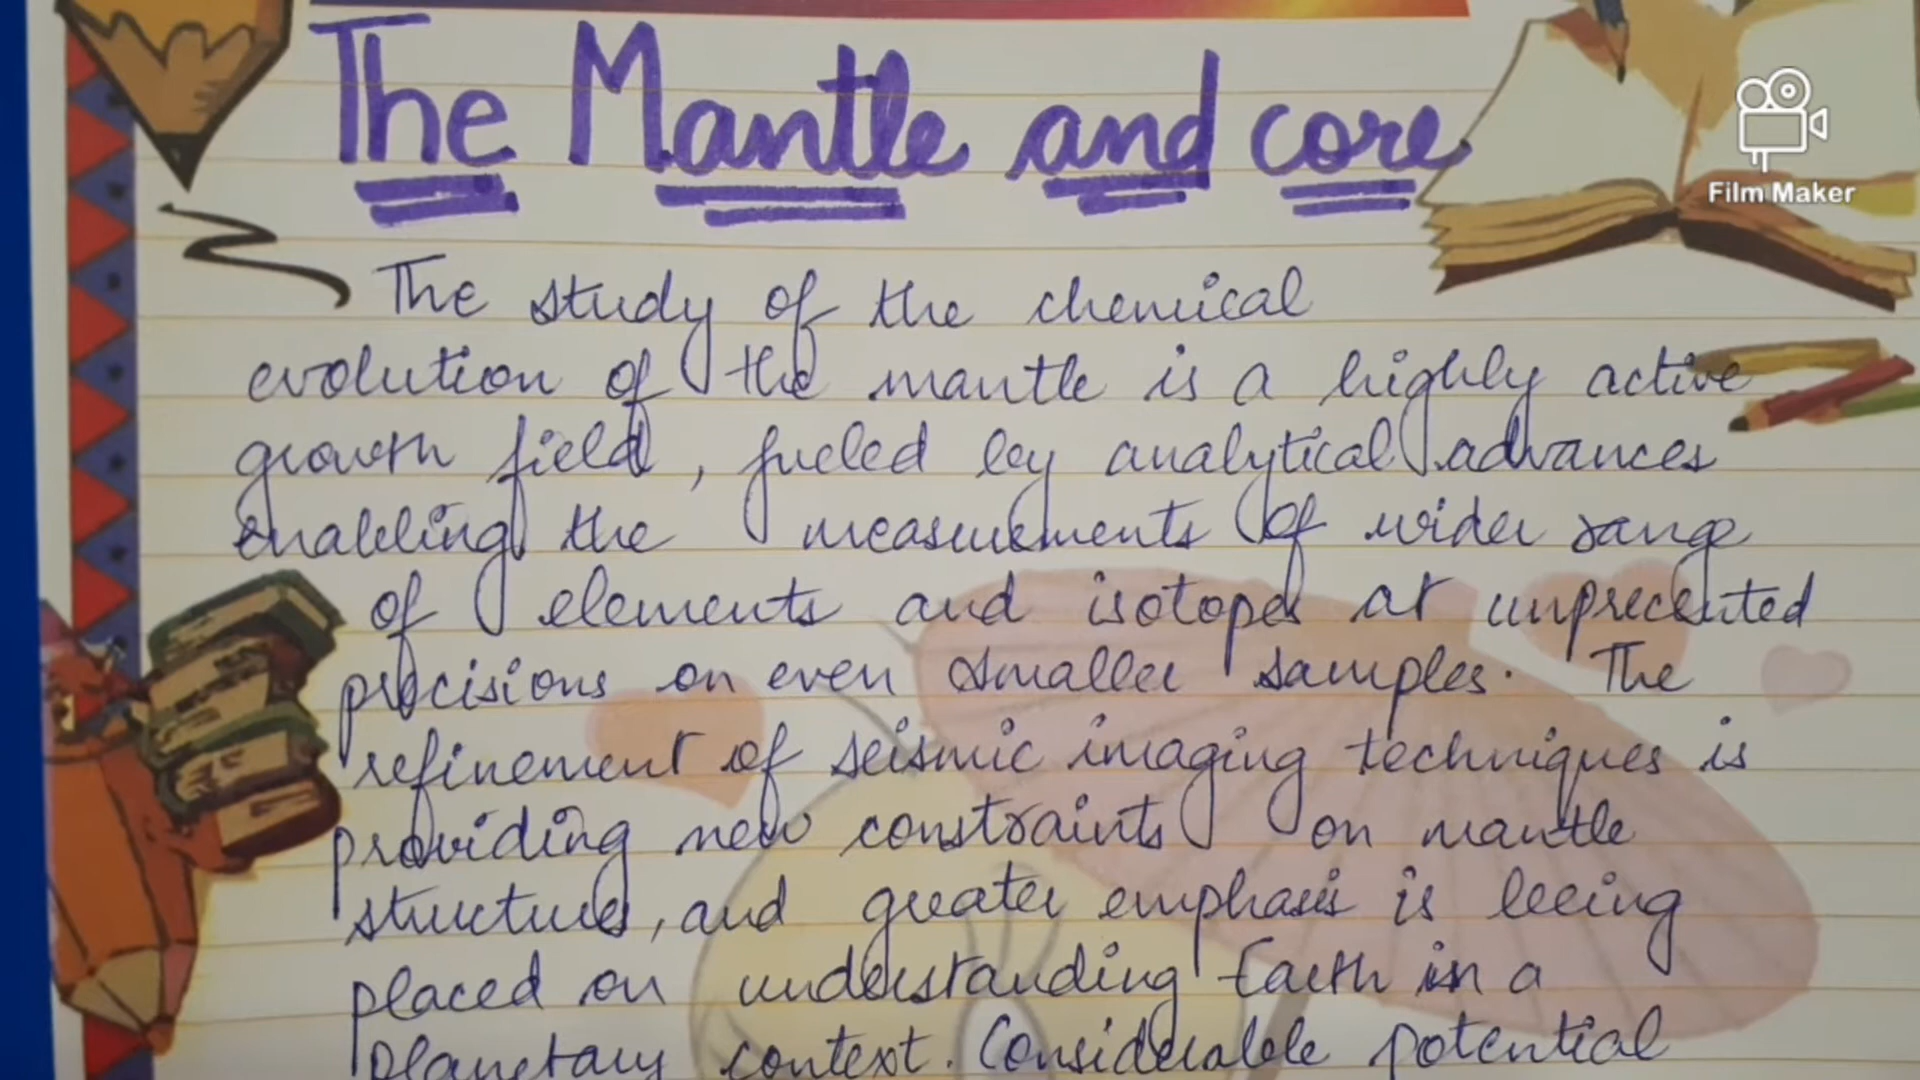 The Mantle and core
Film Maker
The study of the chemical
evolution of the mantle is a highly active
growth field, fueled by analytical advances
enabling the measurements of wider range
of elements and isotopes at unprecented
precisions on even smaller samples. The
refinement of seismic imaging techniques is
providing new constraints on mantle
structures, and greater emphasis is being
placed on understanding Earth in a
planetary context. Considerable potential